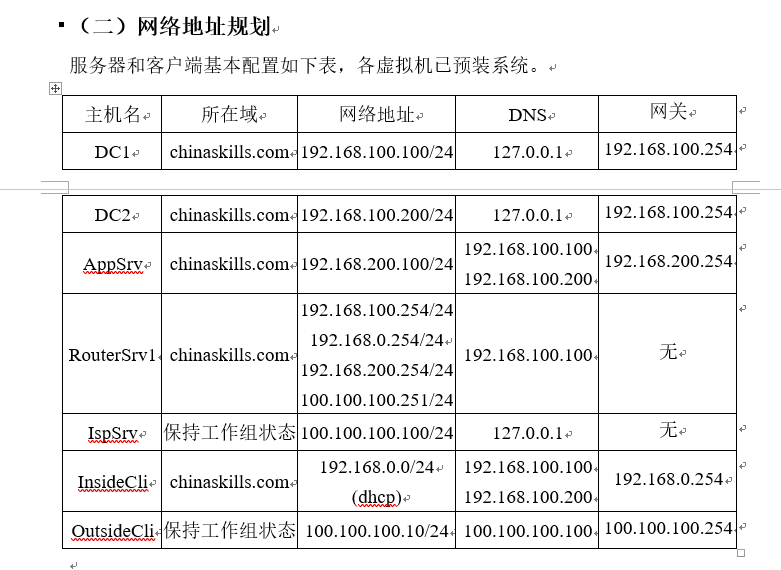 （二）网络地址规划
服务器和客户端基本配置如下表，各虚拟机已预装系统。
主机名 所在域 网络地址 DNS 网关
DC1 chinaskills.com 192.168.100.100/24 127.0.0.1 192.168.100.254
DC2 chinaskills.com 192.168.100.200/24 127.0.0.1 192.168.100.254
AppSrv chinaskills.com 192.168.200.100/24 192.168.100.100 192.168.200.254
192.168.100.200
RouterSrv1 chinaskills.com 192.168.100.254/24 192.168.100.100 无
192.168.0.254/24
192.168.200.254/24
100.100.100.251/24
IspSrv 保持工作组状态 100.100.100.100/24 127.0.0.1 无
InsideCli chinaskills.com 192.168.0.0/24 192.168.100.100 192.168.0.254
(dhcp) 192.168.100.200
OutsideCli 保持工作组状态 100.100.100.10/24 100.100.100.100 100.100.100.254